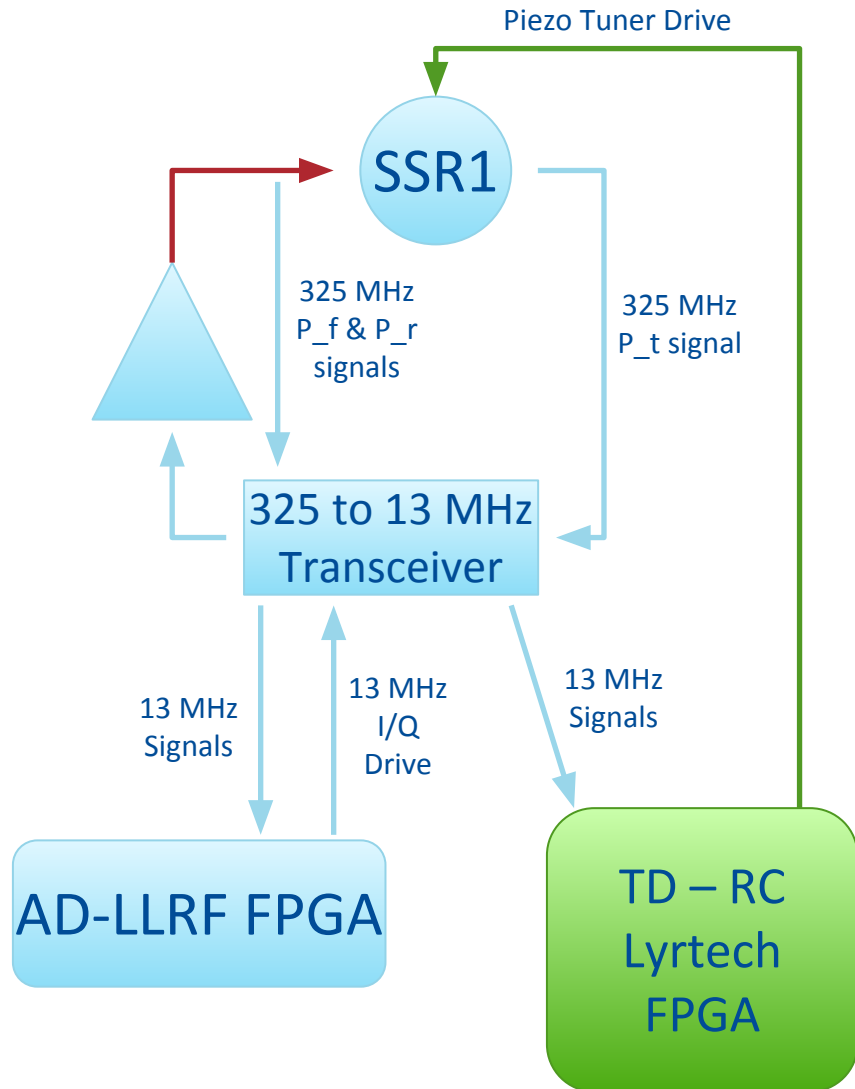 Piezo Tuner Drive
SSR1
325 MHz
P_f & P_r
signals
325 MHz
P_t signal
325 to 13 MHz
Transceiver
13 MHz
Signals
13 MHz
I/Q
Drive
13 MHz
Signals
AD-LLRF FPGA
TD – RC
Lyrtech
FPGA